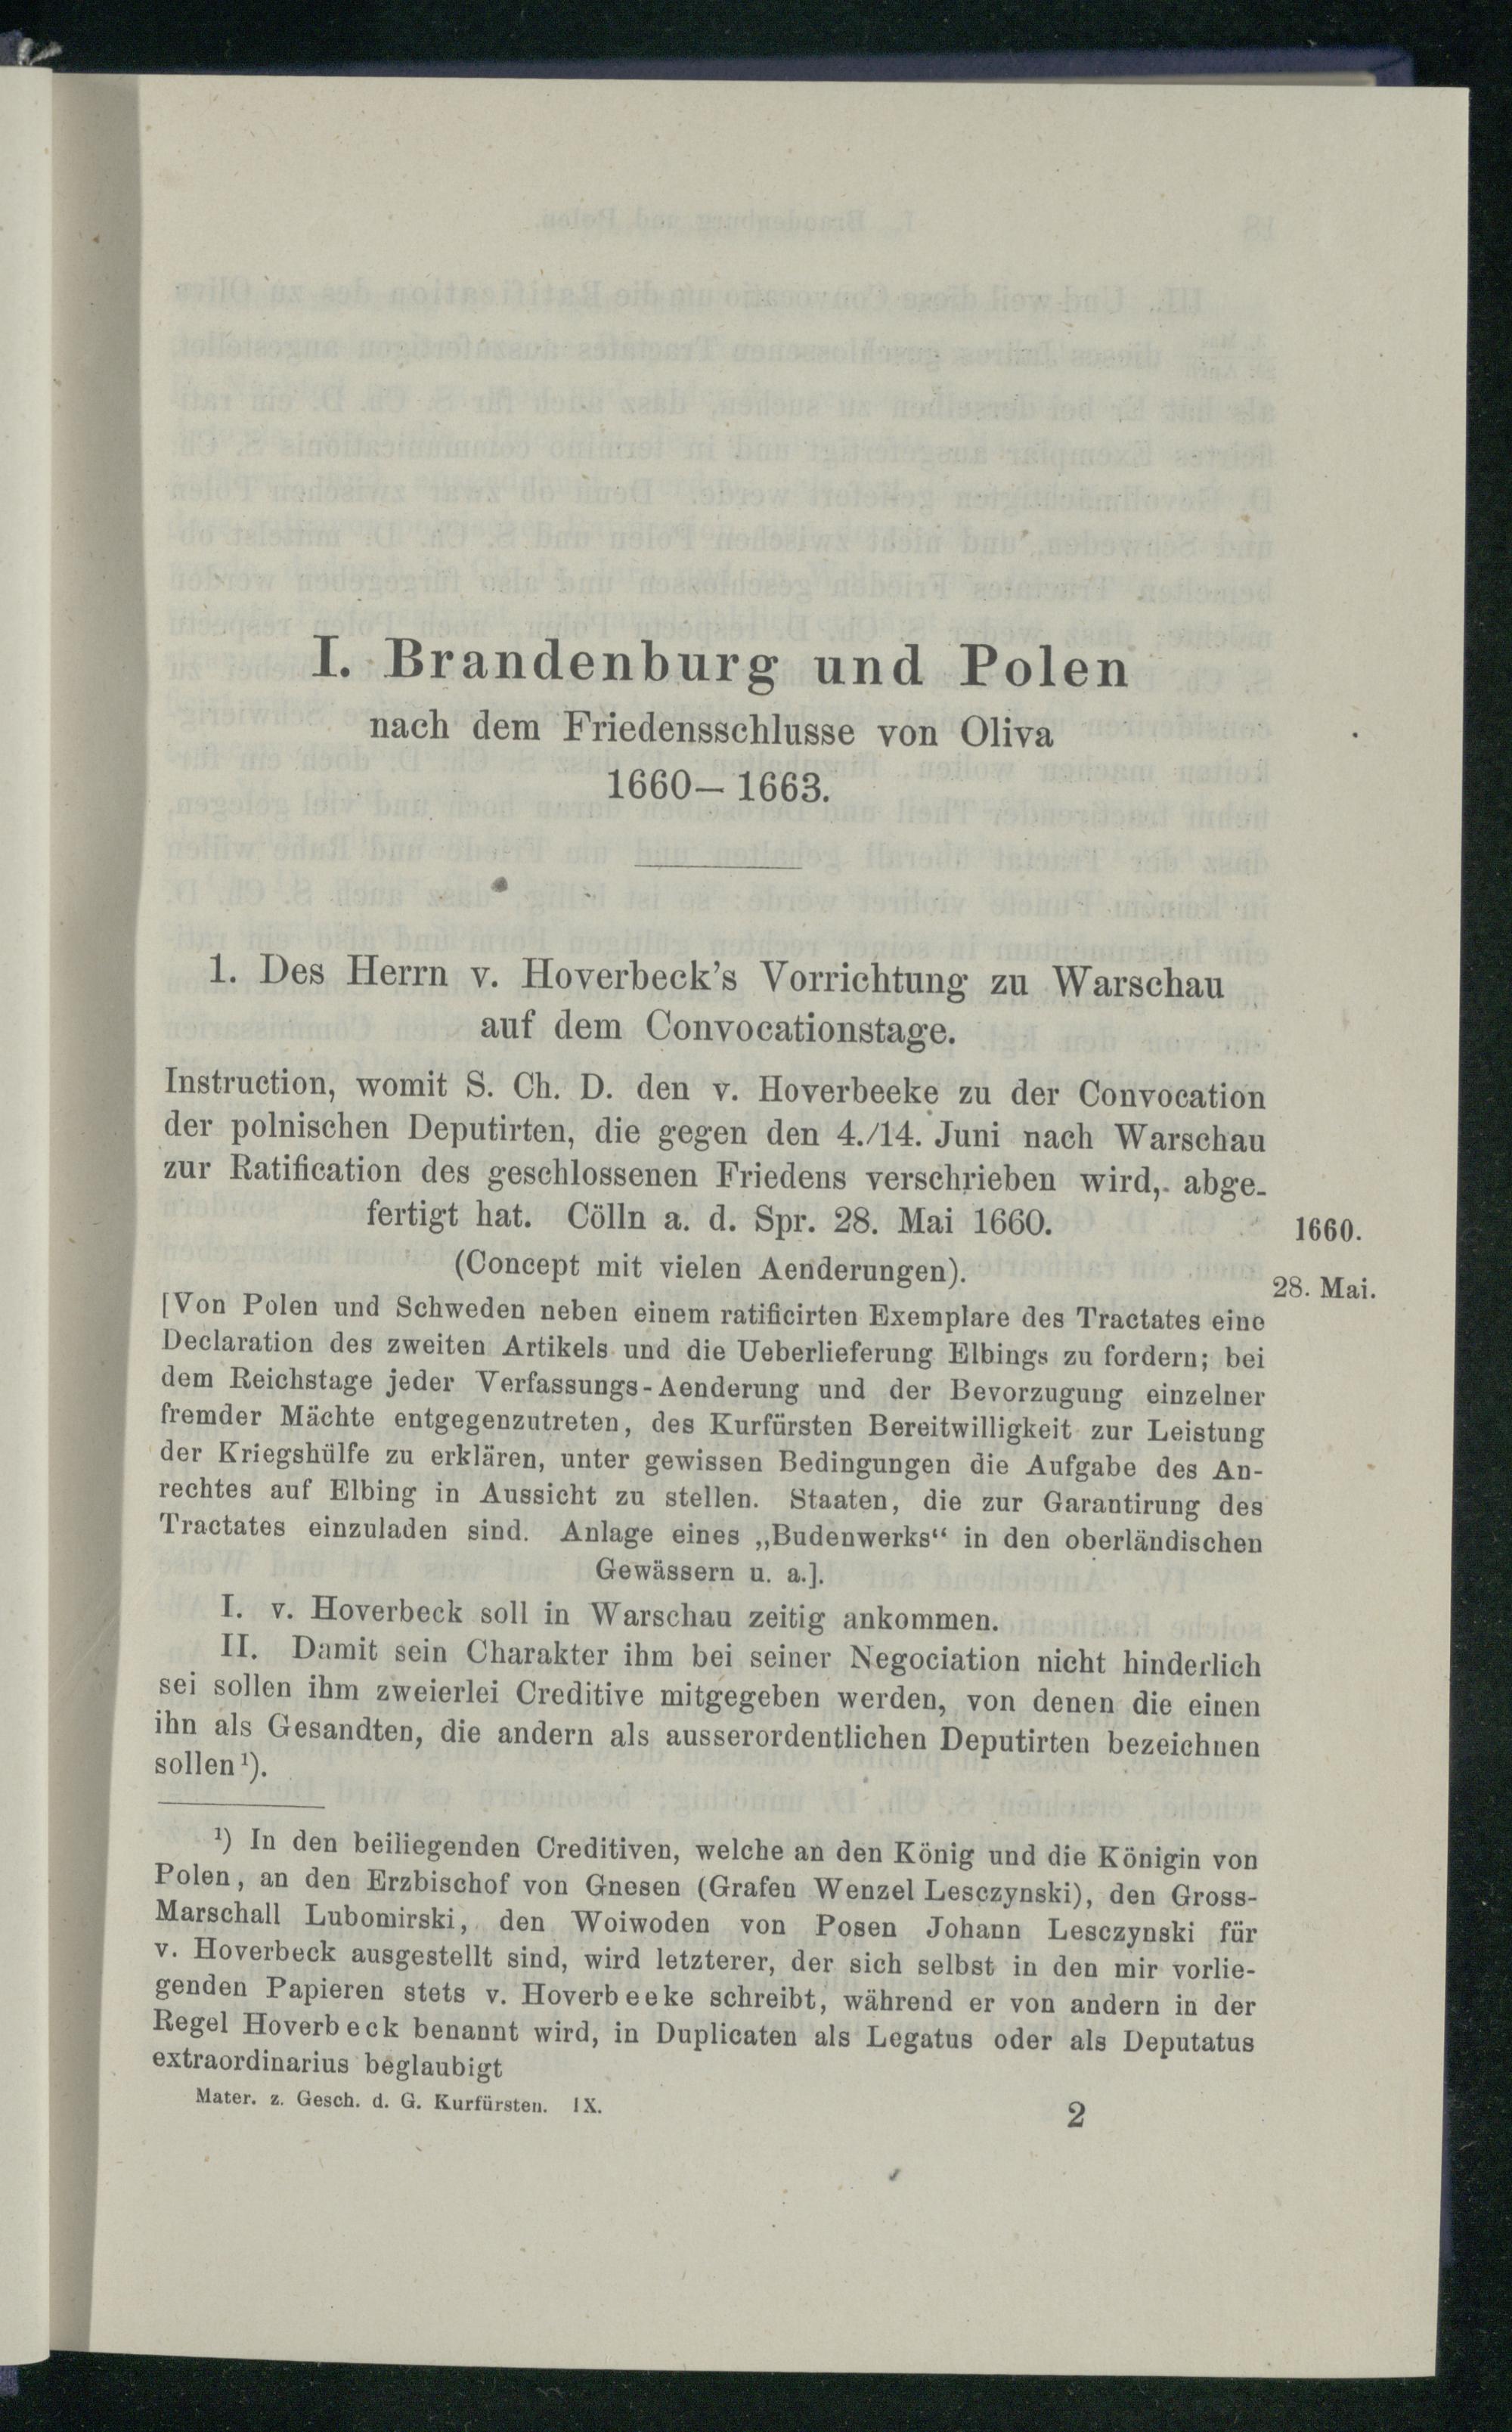 I. Brandenburg und Polen
nach dem Friedensschlusse von Oliva
1660— 1663.
1. Des Herrn v. Hoverbeck's Vorrichtung zu Warschau
auf dem Convocationstage.
Instruction, womit S. Ch. D. den v. Hoverbeeke zu der Convocation
der polnischen Deputirten, die gegen den 4./14. Juni nach Warschau
zur Ratification des geschlossenen Friedens verschrieben wird, abge-
fertigt hat. Cölln a. d. Spr. 28. Mai 1660.
1660.
(Concept mit vielen Aenderungen).
28. Mai.
[Von Polen und Schweden neben einem ratificirten Exemplare des Tractates eine
Declaration des zweiten Artikels und die Ueberlieferung Elbings zu fordern; bei
dem Reichstage jeder Verfassungs-Aenderung und der Bevorzugung einzelner
fremder Mächte entgegenzutreten, des Kurfürsten Bereitwilligkeit zur Leistung
der Kriegshülfe zu erklären, unter gewissen Bedingungen die Aufgabe des An-
rechtes auf Elbing in Aussicht zu stellen. Staaten, die zur Garantirung des
Tractates einzuladen sind. Anlage eines „Budenwerks“ in den oberländischen
Gewässern u. a.].
I. v. Hoverbeck soll in Warschau zeitig ankommen.
II. Damit sein Charakter ihm bei seiner Negociation nicht hinderlich
sei sollen ihm zweierlei Creditive mitgegeben werden, von denen die einen
ihn als Gesandten, die andern als ausserordentlichen Deputirten bezeichnen
sollen¹).
¹) In den beiliegenden Creditiven, welche an den König und die Königin von
Polen, an den Erzbischof von Gnesen (Grafen Wenzel Lesczynski), den Gross-
Marschall Lubomirski, den Woiwoden von Posen Johann Lesczynski für
v. Hoverbeck ausgestellt sind, wird letzterer, der sich selbst in den mir vorlie-
genden Papieren stets v. Hoverbeeke schreibt, während er von andern in der
Regel Hoverbeck benannt wird, in Duplicaten als Legatus oder als Deputatus
extraordinarius beglaubigt
Mater. z. Gesch. d. G. Kurfürsten. IX.
2